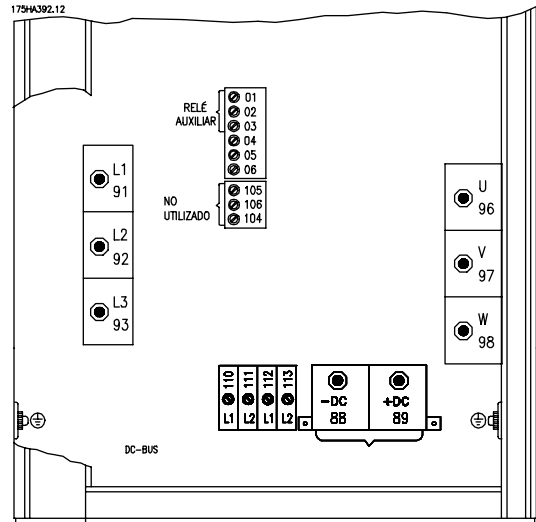 175HA392.12
RELÉ
AUXILIAR
01
02
03
04
05
06
NO
UTILIZADO
105
106
104
L1
91
L2
92
L3
93
U
96
V
97
W
98
110 111 112 113
L1 L2 L1 L2
-DC +DC
88 89
DC-BUS